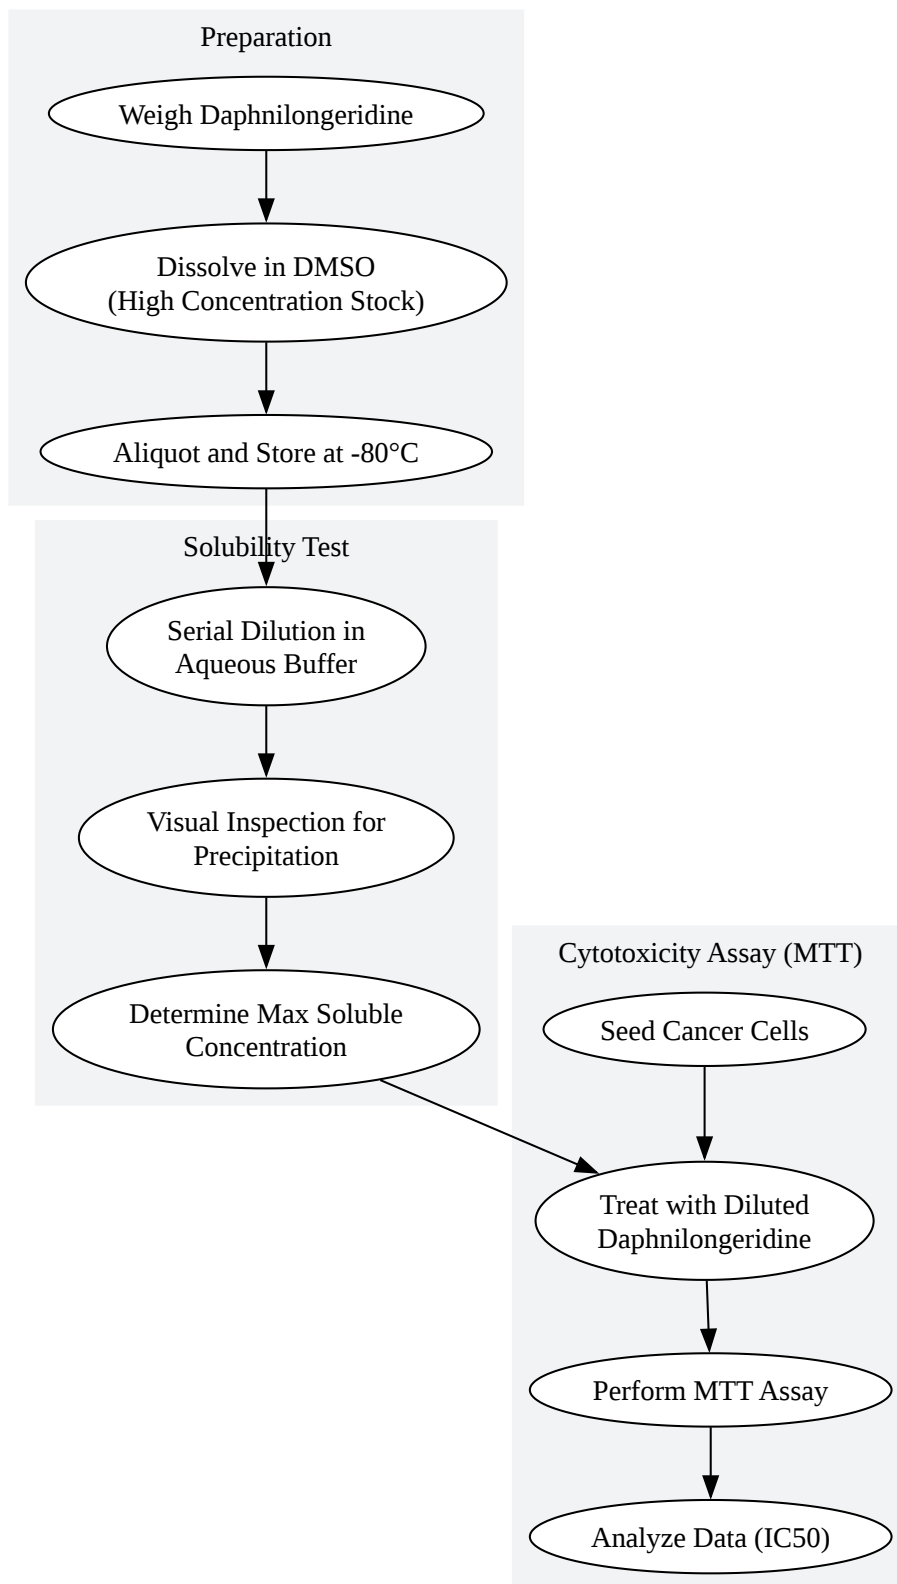 Preparation
Weigh Daphnilongeridine
Dissolve in DMSO
(High Concentration Stock)
Aliquot and Store at -80°C
Solubility Test
Serial Dilution in
Aqueous Buffer
Visual Inspection for
Precipitation
Determine Max Soluble
Concentration
Cytotoxicity Assay (MTT)
Seed Cancer Cells
Treat with Diluted
Daphnilongeridine
Perform MTT Assay
Analyze Data (IC50)